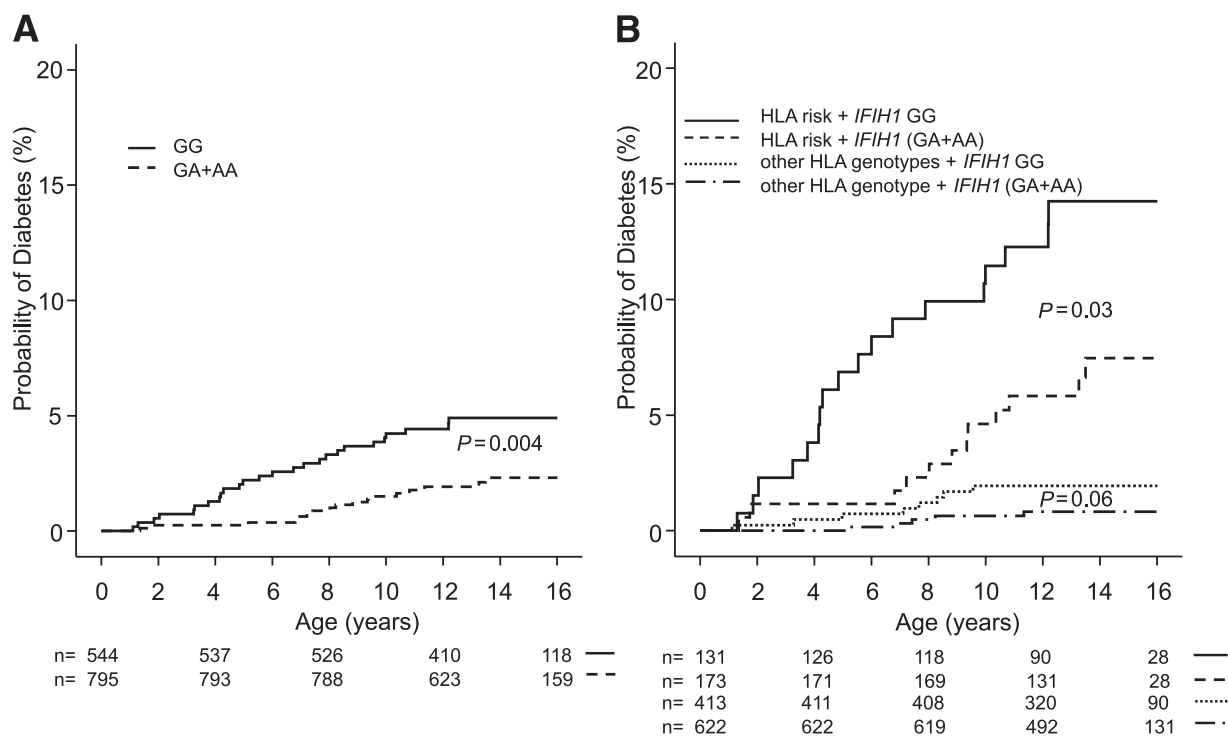 A
Probability of Diabetes (%)
20
15
10
5
0
GG
GA+AA
P=0.004
0 2 4 6 8 10 12 14 16
Age (years)
n= 544 537 526 410 118
n= 795 793 788 623 159
B
Probability of Diabetes (%)
20
15
10
5
0
HLA risk + IFIH1 GG
HLA risk + IFIH1 (GA+AA)
other HLA genotypes + IFIH1 GG
other HLA genotype + IFIH1 (GA+AA)
P=0.03
P=0.06
0 2 4 6 8 10 12 14 16
Age (years)
n= 131 126 118 90 28
n= 173 171 169 131 28
n= 413 411 408 320 90
n= 622 622 619 492 131